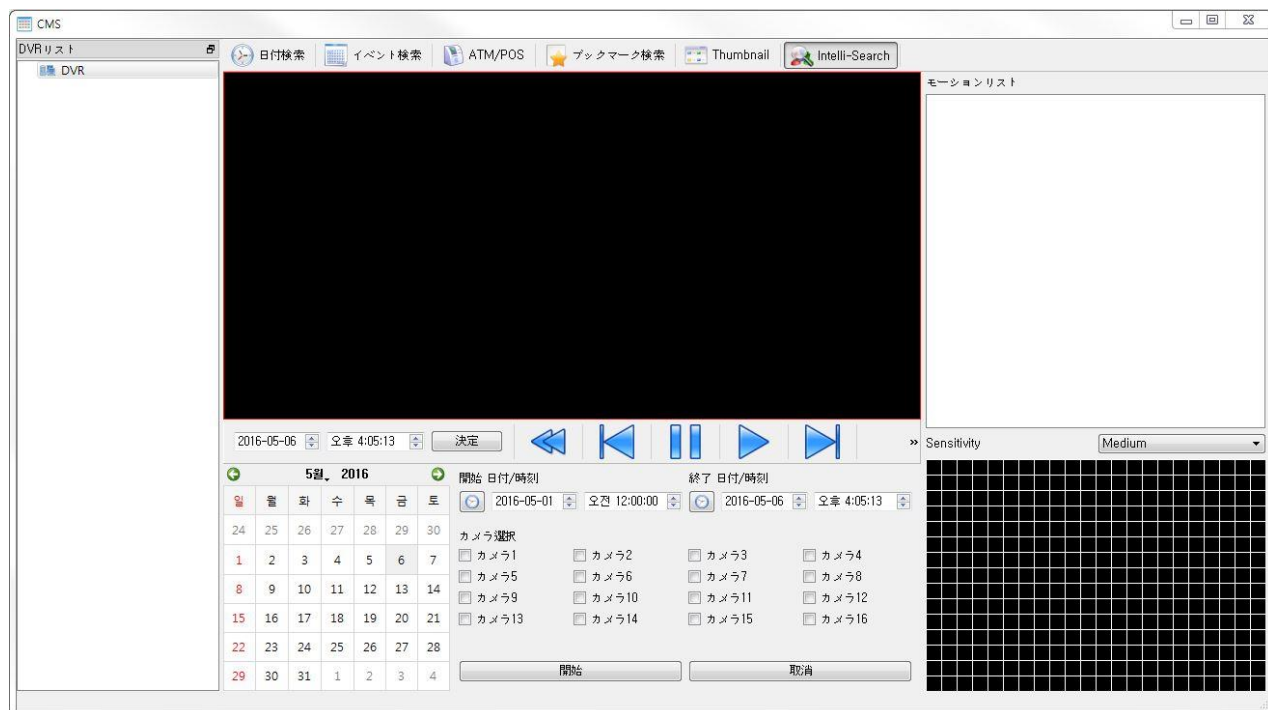 CMS
DVRリスト
DVR
日付検索 イベント検索 ATM/POS ブックマーク検索 Thumbnail Intelli-Search
モーションリスト
2016-05-06 오후 4:05:13 決定 »
Sensitivity Medium
5월, 2016
일 월 화 수 목 금 토
24 25 26 27 28 29 30
1 2 3 4 5 6 7
8 9 10 11 12 13 14
15 16 17 18 19 20 21
22 23 24 25 26 27 28
29 30 31 1 2 3 4
開始 日付/時刻 終了 日付/時刻
2016-05-01 오전 12:00:00 2016-05-06 오후 4:05:13
カメラ選択
カメラ1 カメラ2 カメラ3 カメラ4
カメラ5 カメラ6 カメラ7 カメラ8
カメラ9 カメラ10 カメラ11 カメラ12
カメラ13 カメラ14 カメラ15 カメラ16
開始 取消